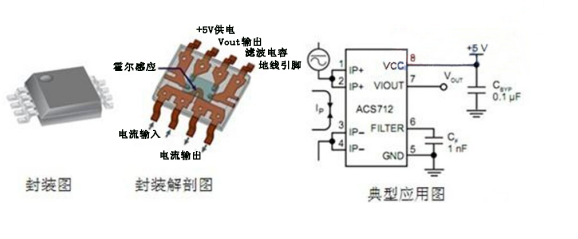 +5V供电
Vout输出
滤波电容
地线引脚
霍尔感应
电流输入
电流输出
封装图
封装解剖图
+5 V
8
VCC
1
IP+
2
IP+
VIOUT
7
VOUT
CBYP
0.1 μF
ACS712
IP
3
IP−
4
IP−
FILTER
6
CF
1 nF
GND
5
典型应用图